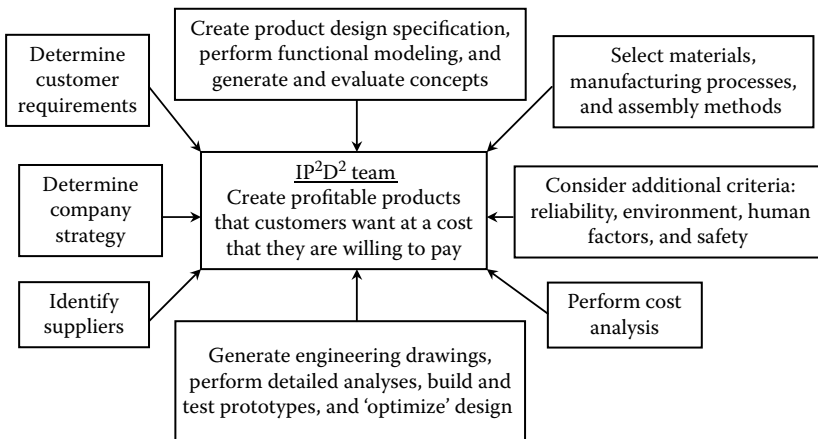 Determine
customer
requirements
Create product design specification,
perform functional modeling, and
generate and evaluate concepts
Select materials,
manufacturing processes,
and assembly methods
Determine
company
strategy
IP²D² team
Create profitable products
that customers want at a cost
that they are willing to pay
Consider additional criteria:
reliability, environment, human
factors, and safety
Identify
suppliers
Generate engineering drawings,
perform detailed analyses, build and
test prototypes, and ‘optimize’ design
Perform cost
analysis